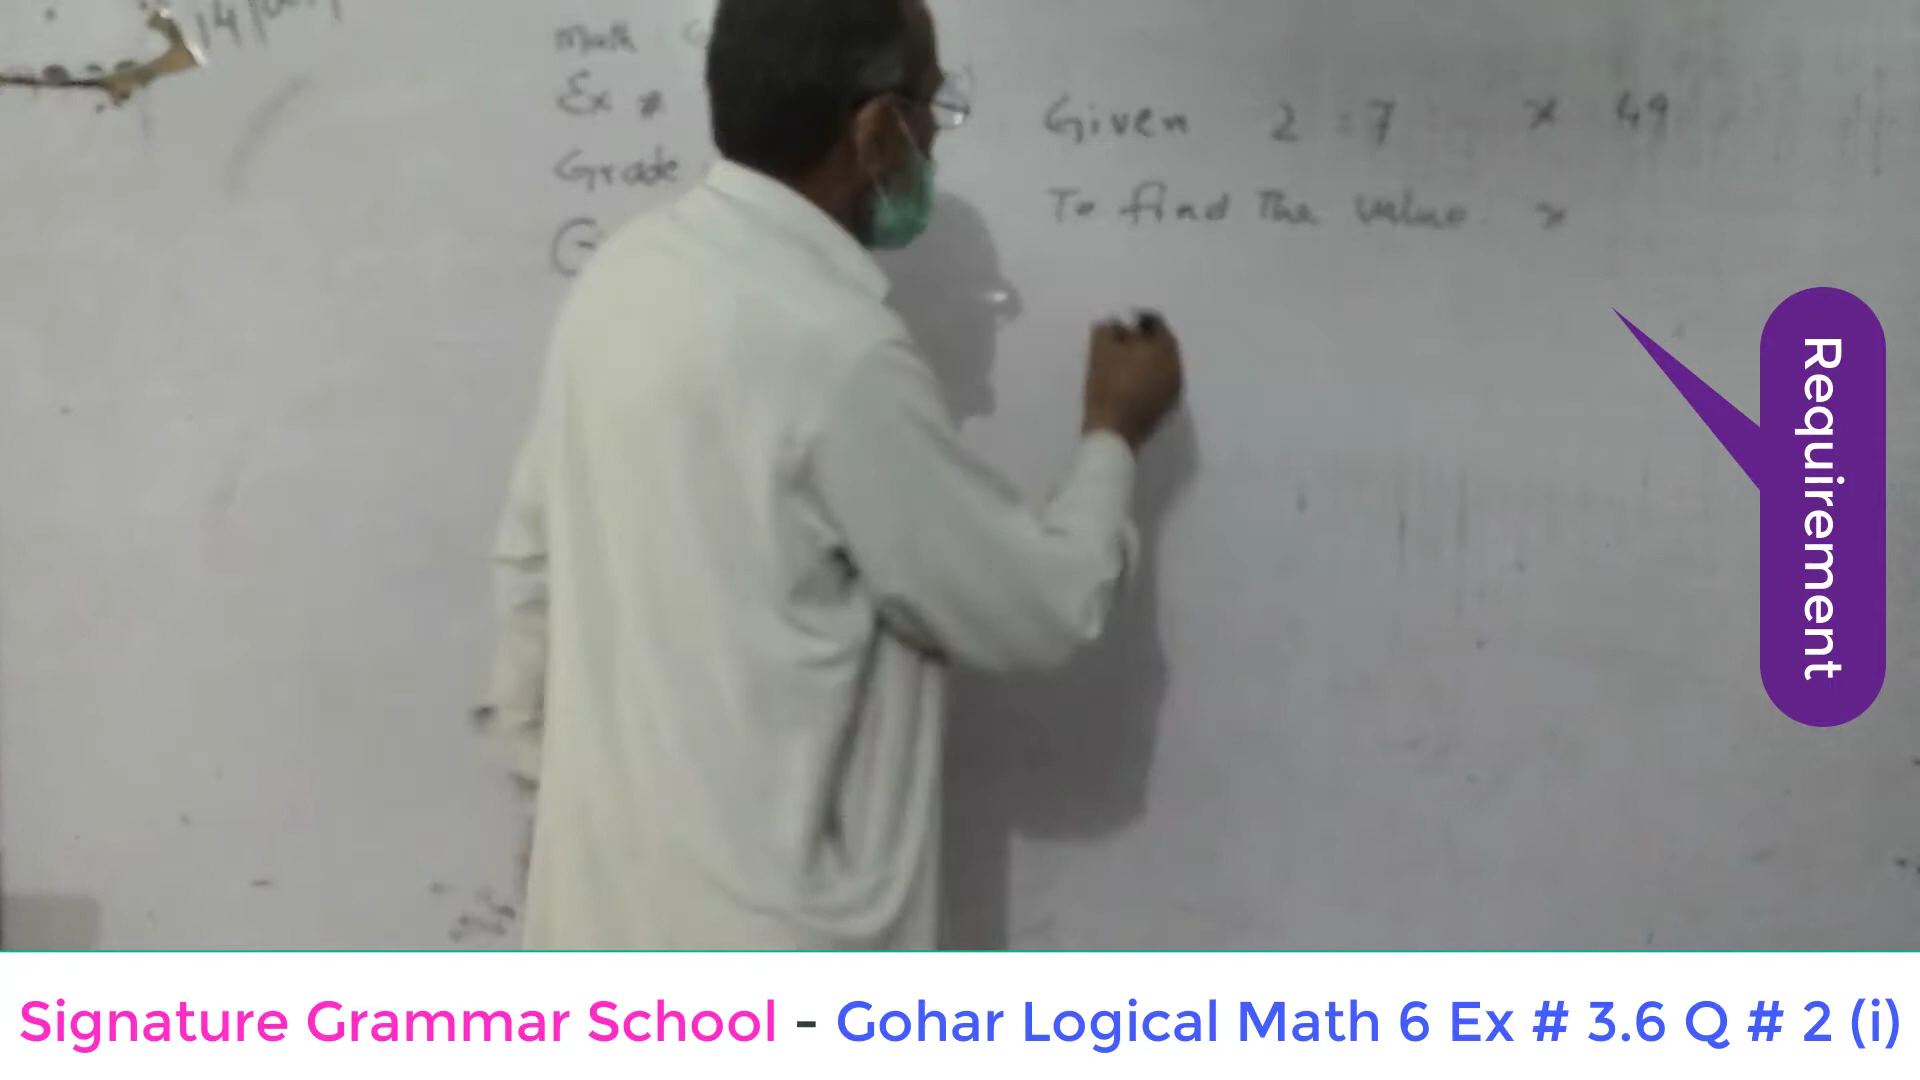 14
Math
Ex #
Grade
Given 2 : 7 x 49
To find the value x
Requirement
Signature Grammar School - Gohar Logical Math 6 Ex # 3.6 Q # 2 (i)